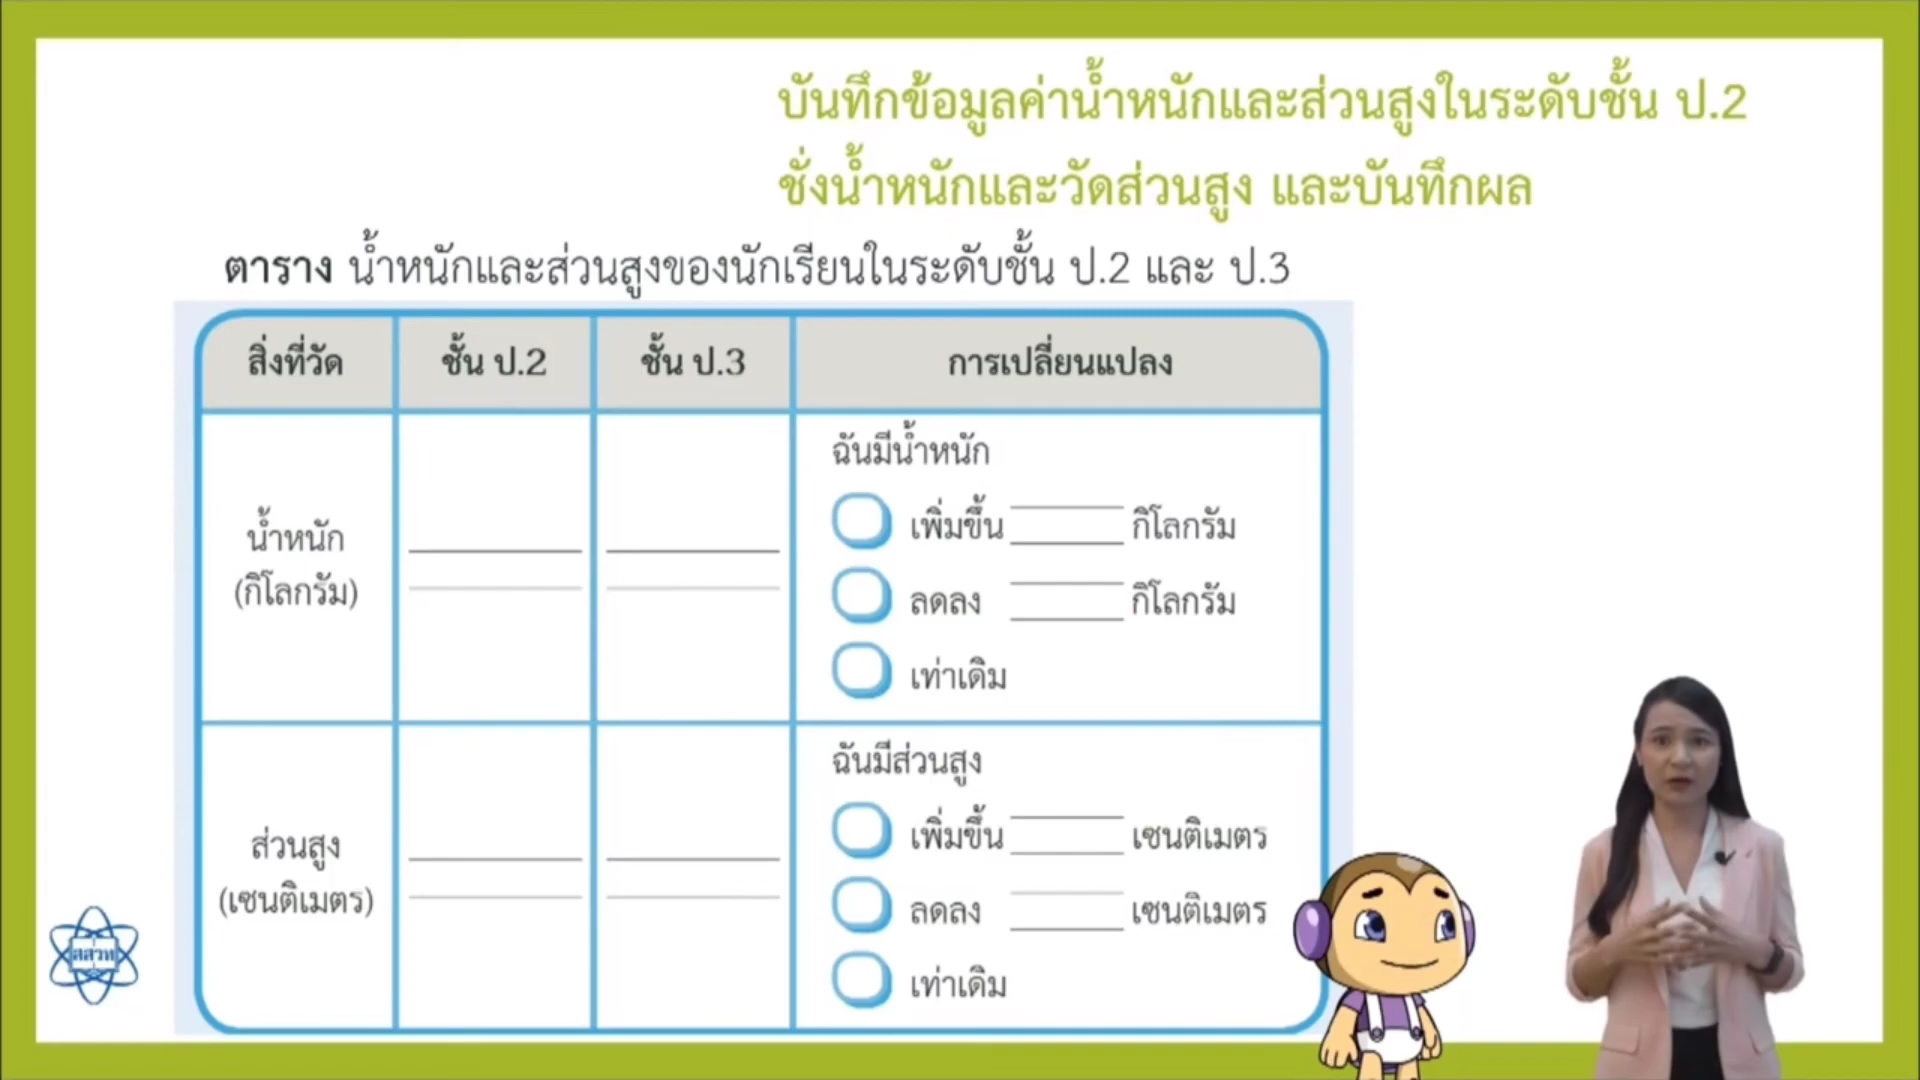 บันทึกข้อมูลค่าน้ำหนักและส่วนสูงในระดับชั้น ป.2
ชั่งน้ำหนักและวัดส่วนสูง และบันทึกผล
ตาราง น้ำหนักและส่วนสูงของนักเรียนในระดับชั้น ป.2 และ ป.3
สิ่งที่วัด ชั้น ป.2 ชั้น ป.3 การเปลี่ยนแปลง
น้ำหนัก
(กิโลกรัม)
ฉันมีน้ำหนัก
เพิ่มขึ้น กิโลกรัม
ลดลง กิโลกรัม
เท่าเดิม
ส่วนสูง
(เซนติเมตร)
ฉันมีส่วนสูง
เพิ่มขึ้น เซนติเมตร
ลดลง เซนติเมตร
เท่าเดิม
สสวท